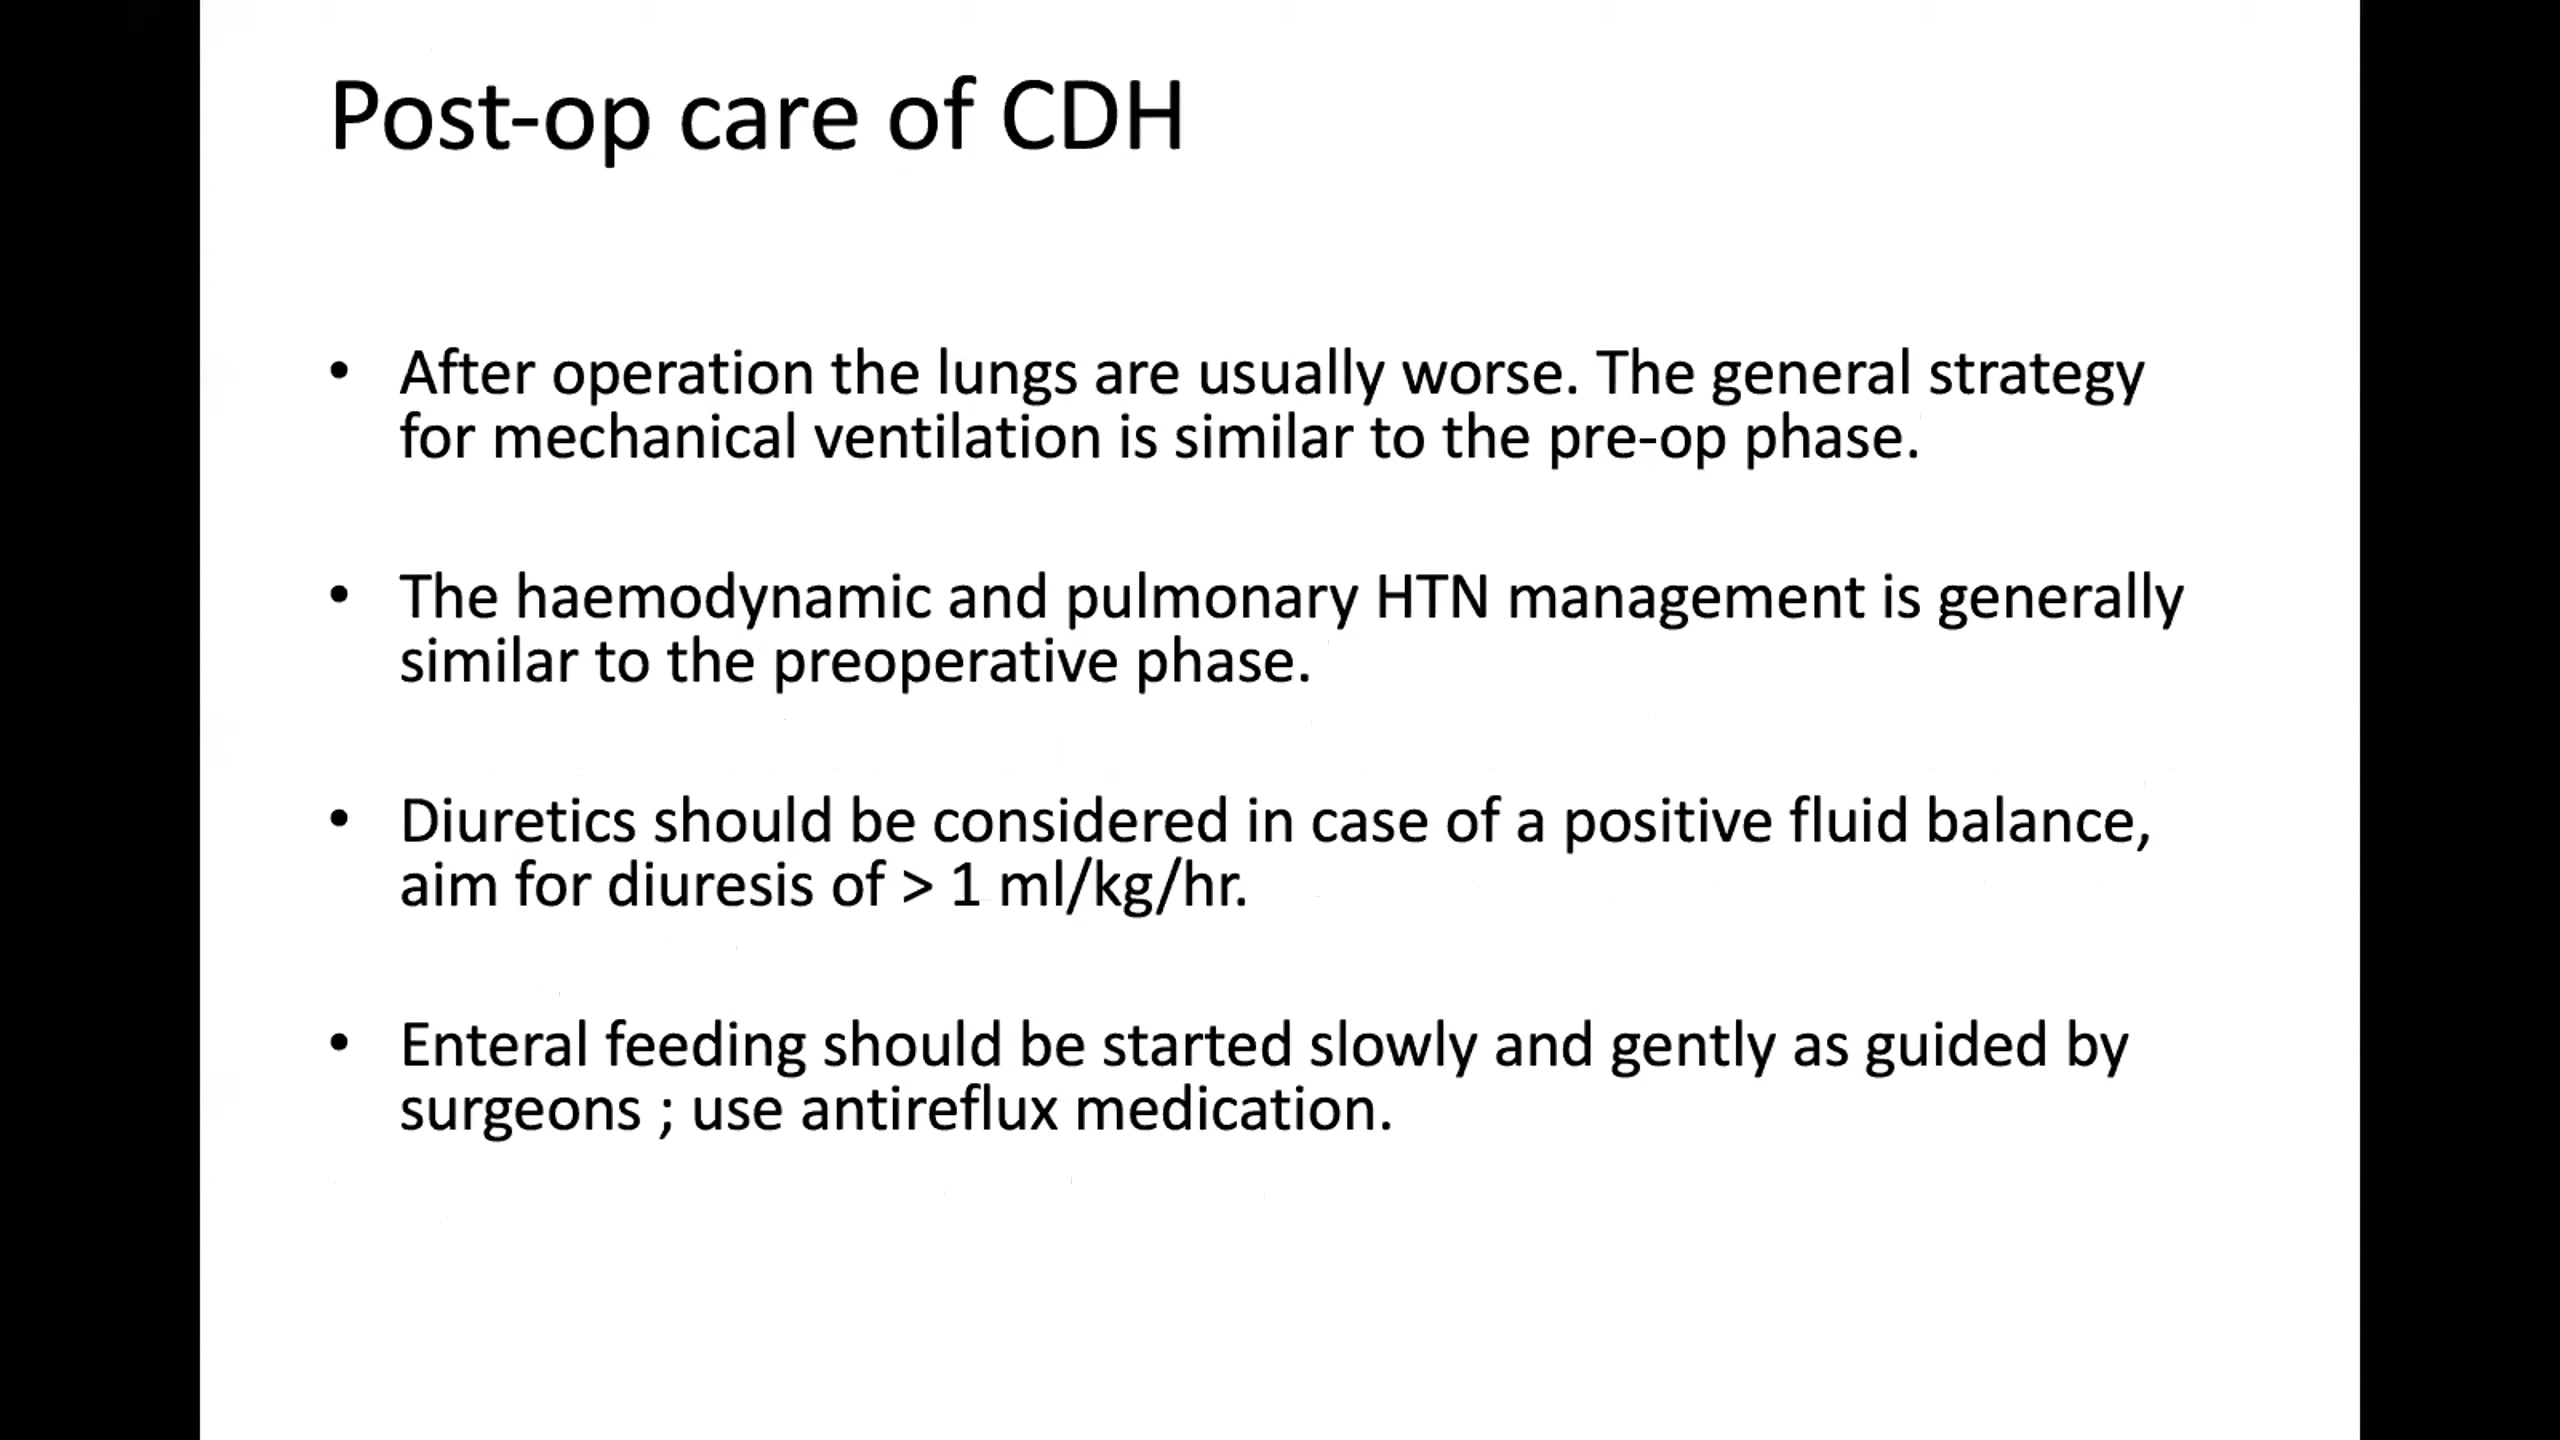 Post-op care of CDH
• After operation the lungs are usually worse. The general strategy
for mechanical ventilation is similar to the pre-op phase.
• The haemodynamic and pulmonary HTN management is generally
similar to the preoperative phase.
• Diuretics should be considered in case of a positive fluid balance,
aim for diuresis of > 1 ml/kg/hr.
• Enteral feeding should be started slowly and gently as guided by
surgeons ; use antireflux medication.